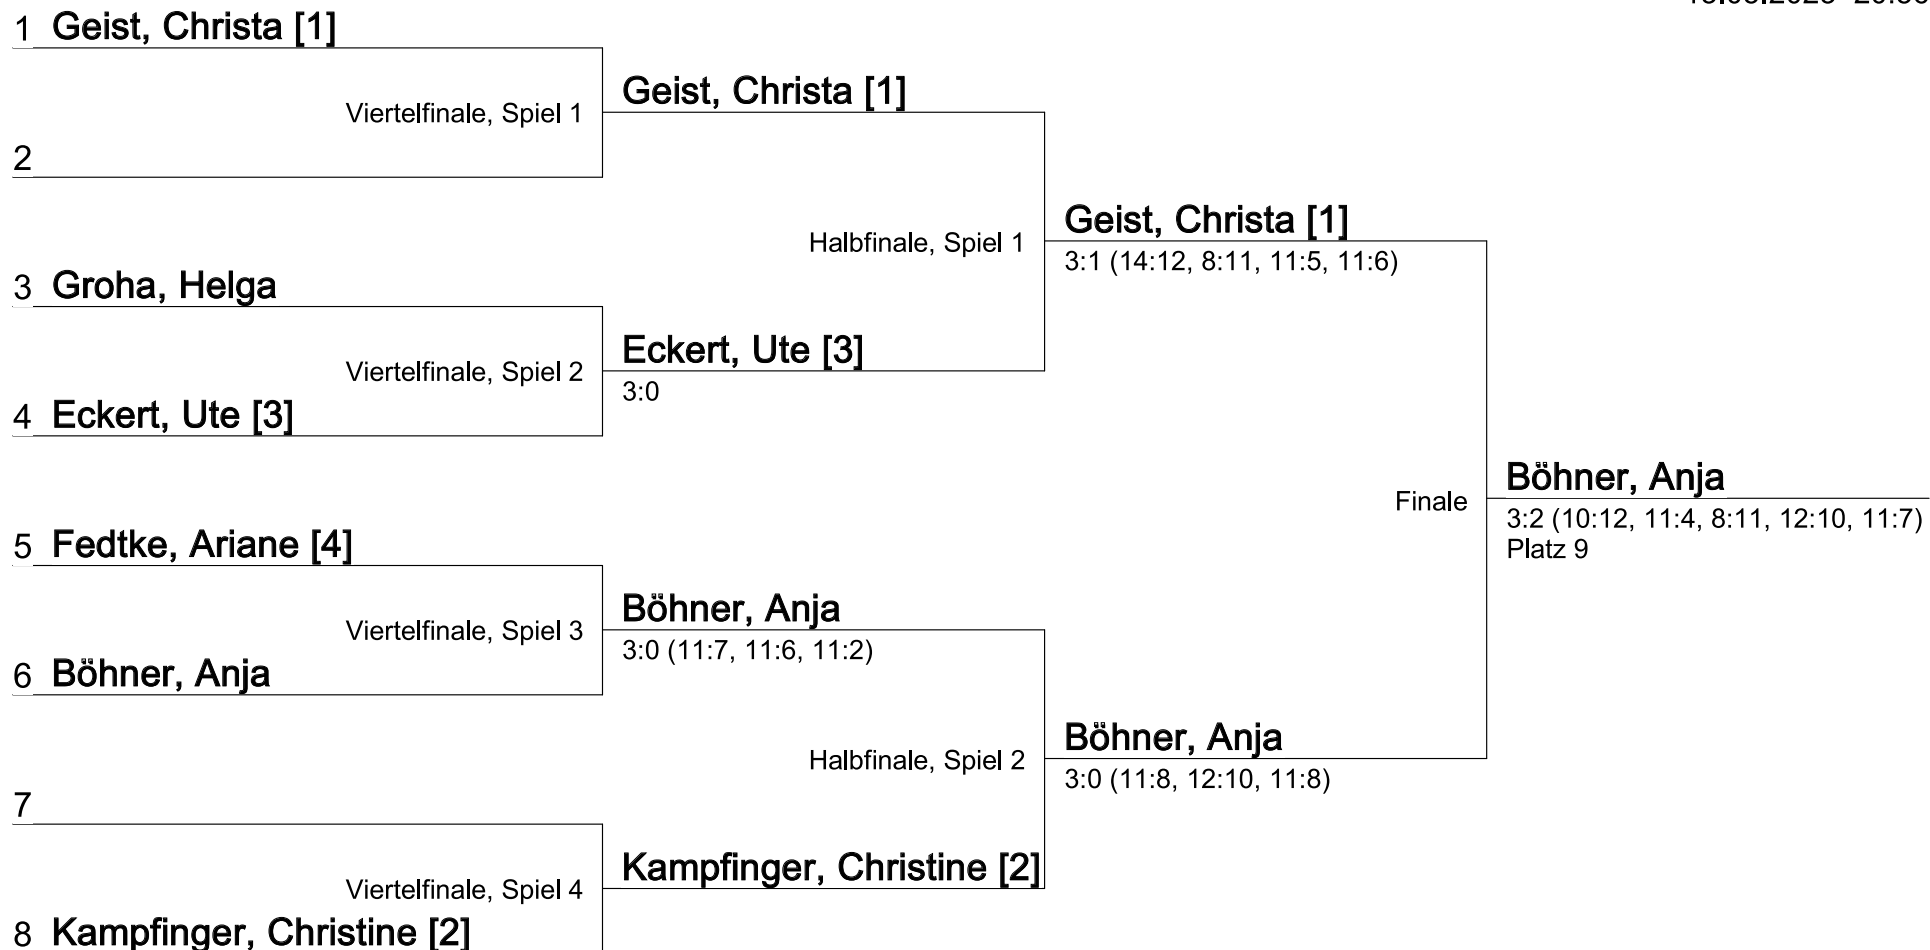 1 Geist, Christa [1]
Viertelfinale, Spiel 1
Geist, Christa [1]
2
Halbfinale, Spiel 1
Geist, Christa [1]
3:1 (14:12, 8:11, 11:5, 11:6)
3 Groha, Helga
Viertelfinale, Spiel 2
Eckert, Ute [3]
3:0
4 Eckert, Ute [3]
Finale
Böhner, Anja
3:2 (10:12, 11:4, 8:11, 12:10, 11:7)
Platz 9
5 Fedtke, Ariane [4]
Viertelfinale, Spiel 3
Böhner, Anja
3:0 (11:7, 11:6, 11:2)
6 Böhner, Anja
Halbfinale, Spiel 2
Böhner, Anja
3:0 (11:8, 12:10, 11:8)
7
Viertelfinale, Spiel 4
Kampfinger, Christine [2]
8 Kampfinger, Christine [2]